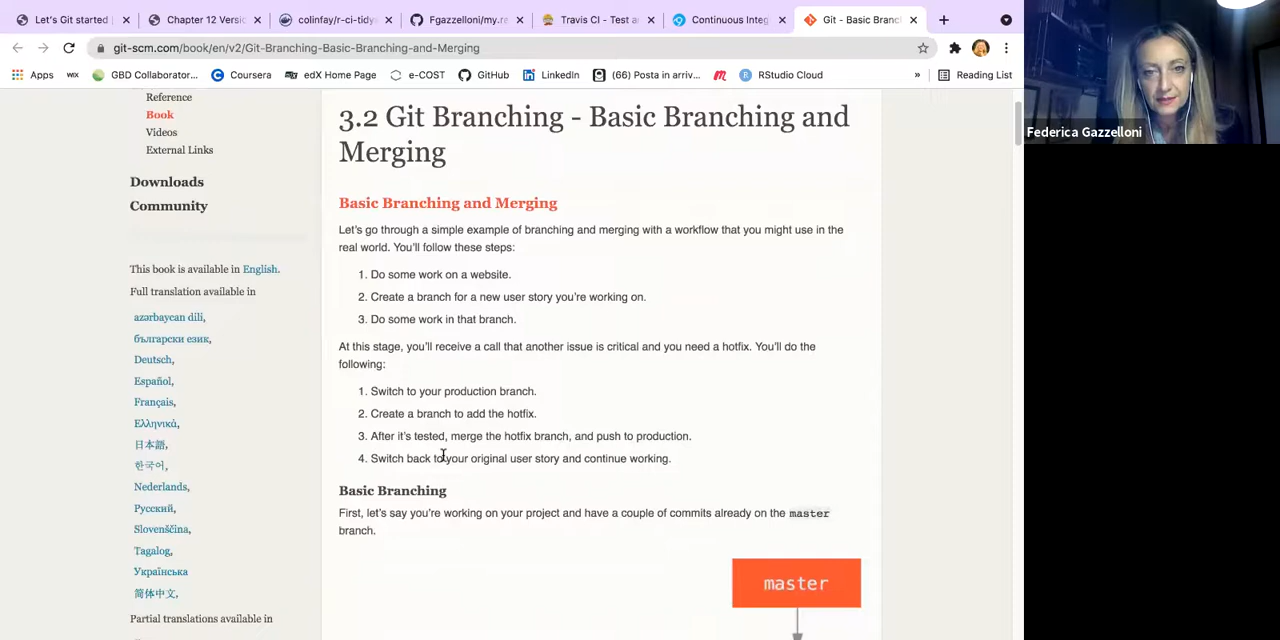 Let's Git started |
Chapter 12 Versi
colinfay/r-ci-tidy
Fgazzelloni/my.re
Travis CI - Test a
Continuous Integ
Git - Basic Branc
git-scm.com/book/en/v2/Git-Branching-Basic-Branching-and-Merging
Apps
WIX
GBD Collaborator...
Coursera
edX Home Page
e-COST
GitHub
LinkedIn
(66) Posta in arriv...
RStudio Cloud
»
Reading List
Federica Gazzelloni
Reference
Book
Videos
External Links
Downloads
Community
This book is available in English.
Full translation available in
azərbaycan dili,
български език,
Deutsch,
Español,
Français,
Ελληνικά,
日本語,
한국어,
Nederlands,
Русский,
Slovenščina,
Tagalog,
Українська
简体中文,
Partial translations available in
3.2 Git Branching - Basic Branching and
Merging
Basic Branching and Merging
Let's go through a simple example of branching and merging with a workflow that you might use in the
real world. You'll follow these steps:
1. Do some work on a website.
2. Create a branch for a new user story you're working on.
3. Do some work in that branch.
At this stage, you'll receive a call that another issue is critical and you need a hotfix. You'll do the
following:
1. Switch to your production branch.
2. Create a branch to add the hotfix.
3. After it's tested, merge the hotfix branch, and push to production.
4. Switch back to your original user story and continue working.
Basic Branching
First, let's say you're working on your project and have a couple of commits already on the master
branch.
master